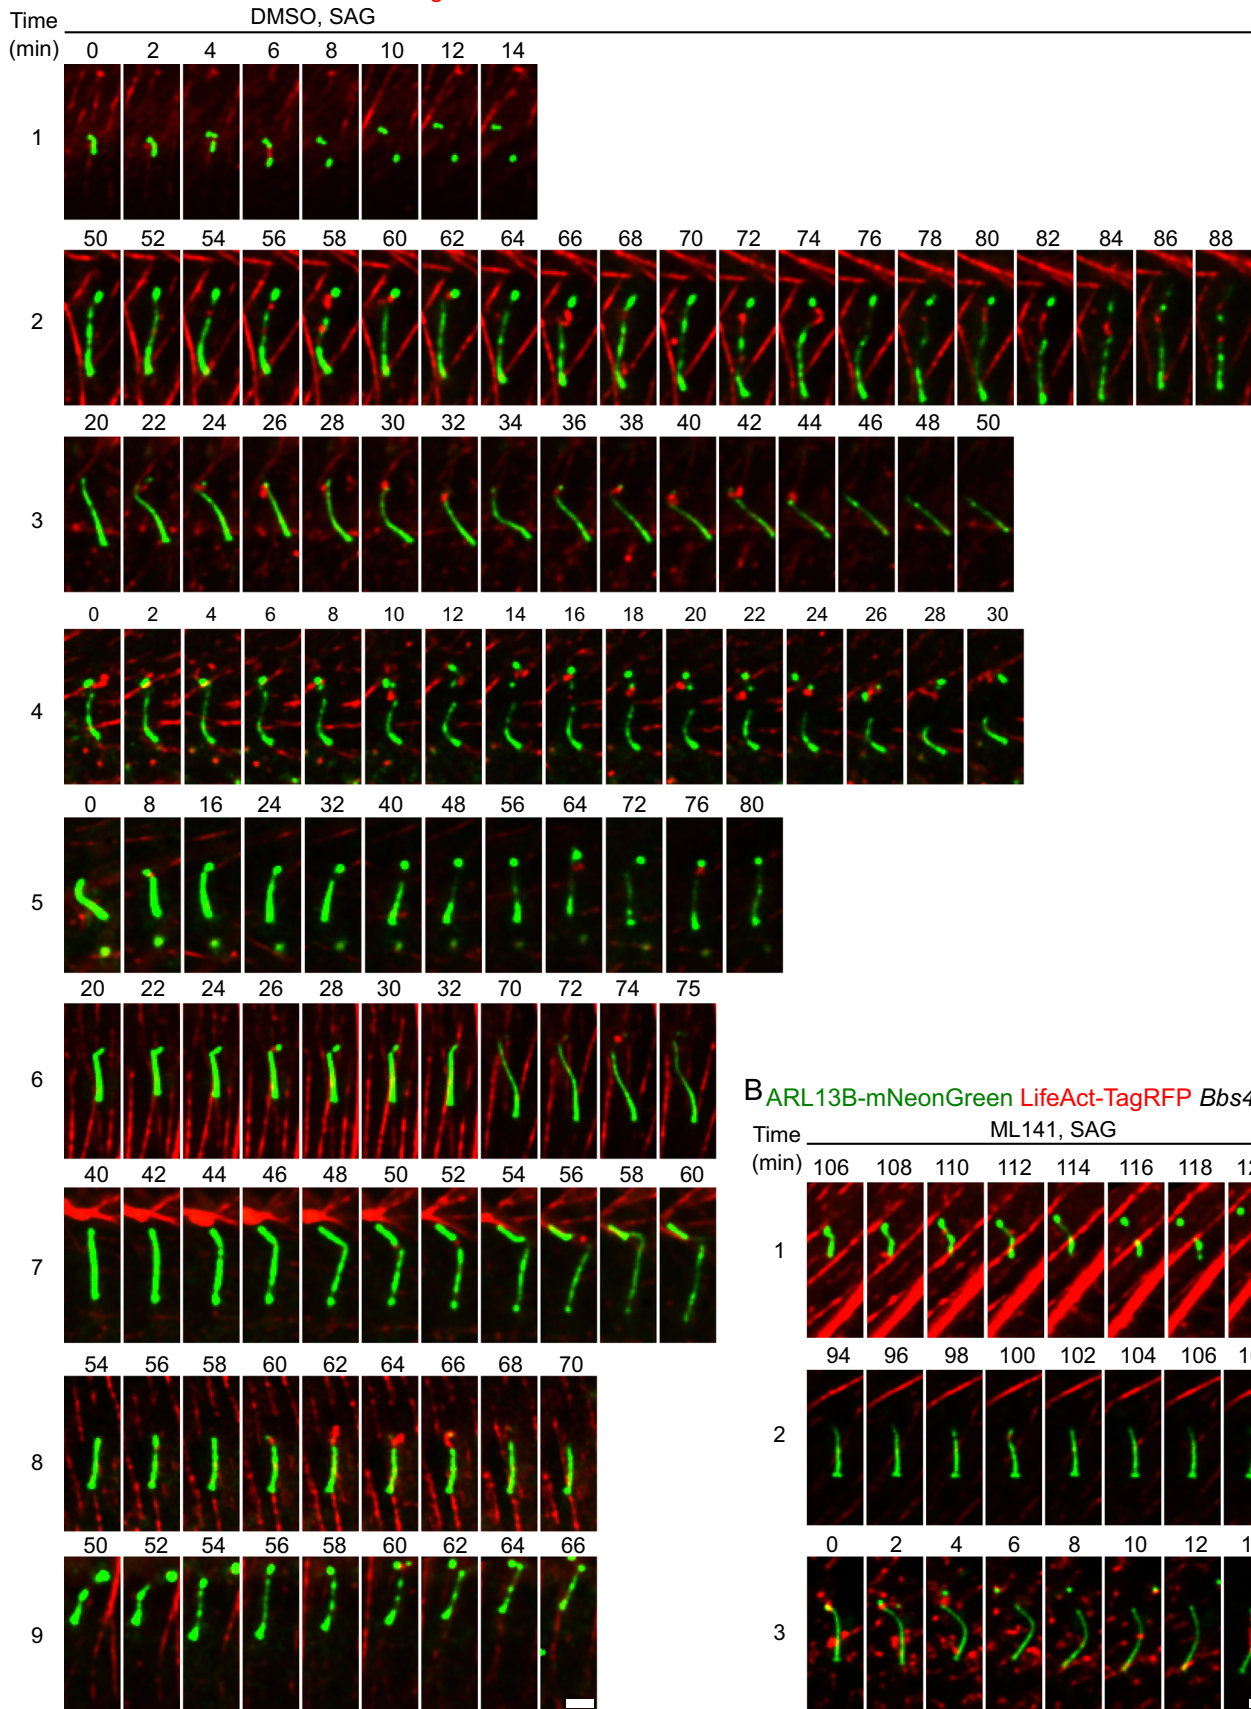 DMSO, SAG
Time
(min) 0 2 4 6 8 10 12 14
1
50 52 54 56 58 60 62 64 66 68 70 72 74 76 78 80 82 84 86 88
2
20 22 24 26 28 30 32 34 36 38 40 42 44 46 48 50
3
0 2 4 6 8 10 12 14 16 18 20 22 24 26 28 30
4
0 8 16 24 32 40 48 56 64 72 76 80
5
20 22 24 26 28 30 32 70 72 74 75
6
40 42 44 46 48 50 52 54 56 58 60
7
54 56 58 60 62 64 66 68 70
8
50 52 54 56 58 60 62 64 66
9
B ARL13B-mNeonGreen LifeAct-TagRFP Bbs4
Time
(min)
ML141, SAG
106 108 110 112 114 116 118
1
94 96 98 100 102 104 106
2
0 2 4 6 8 10 12
3